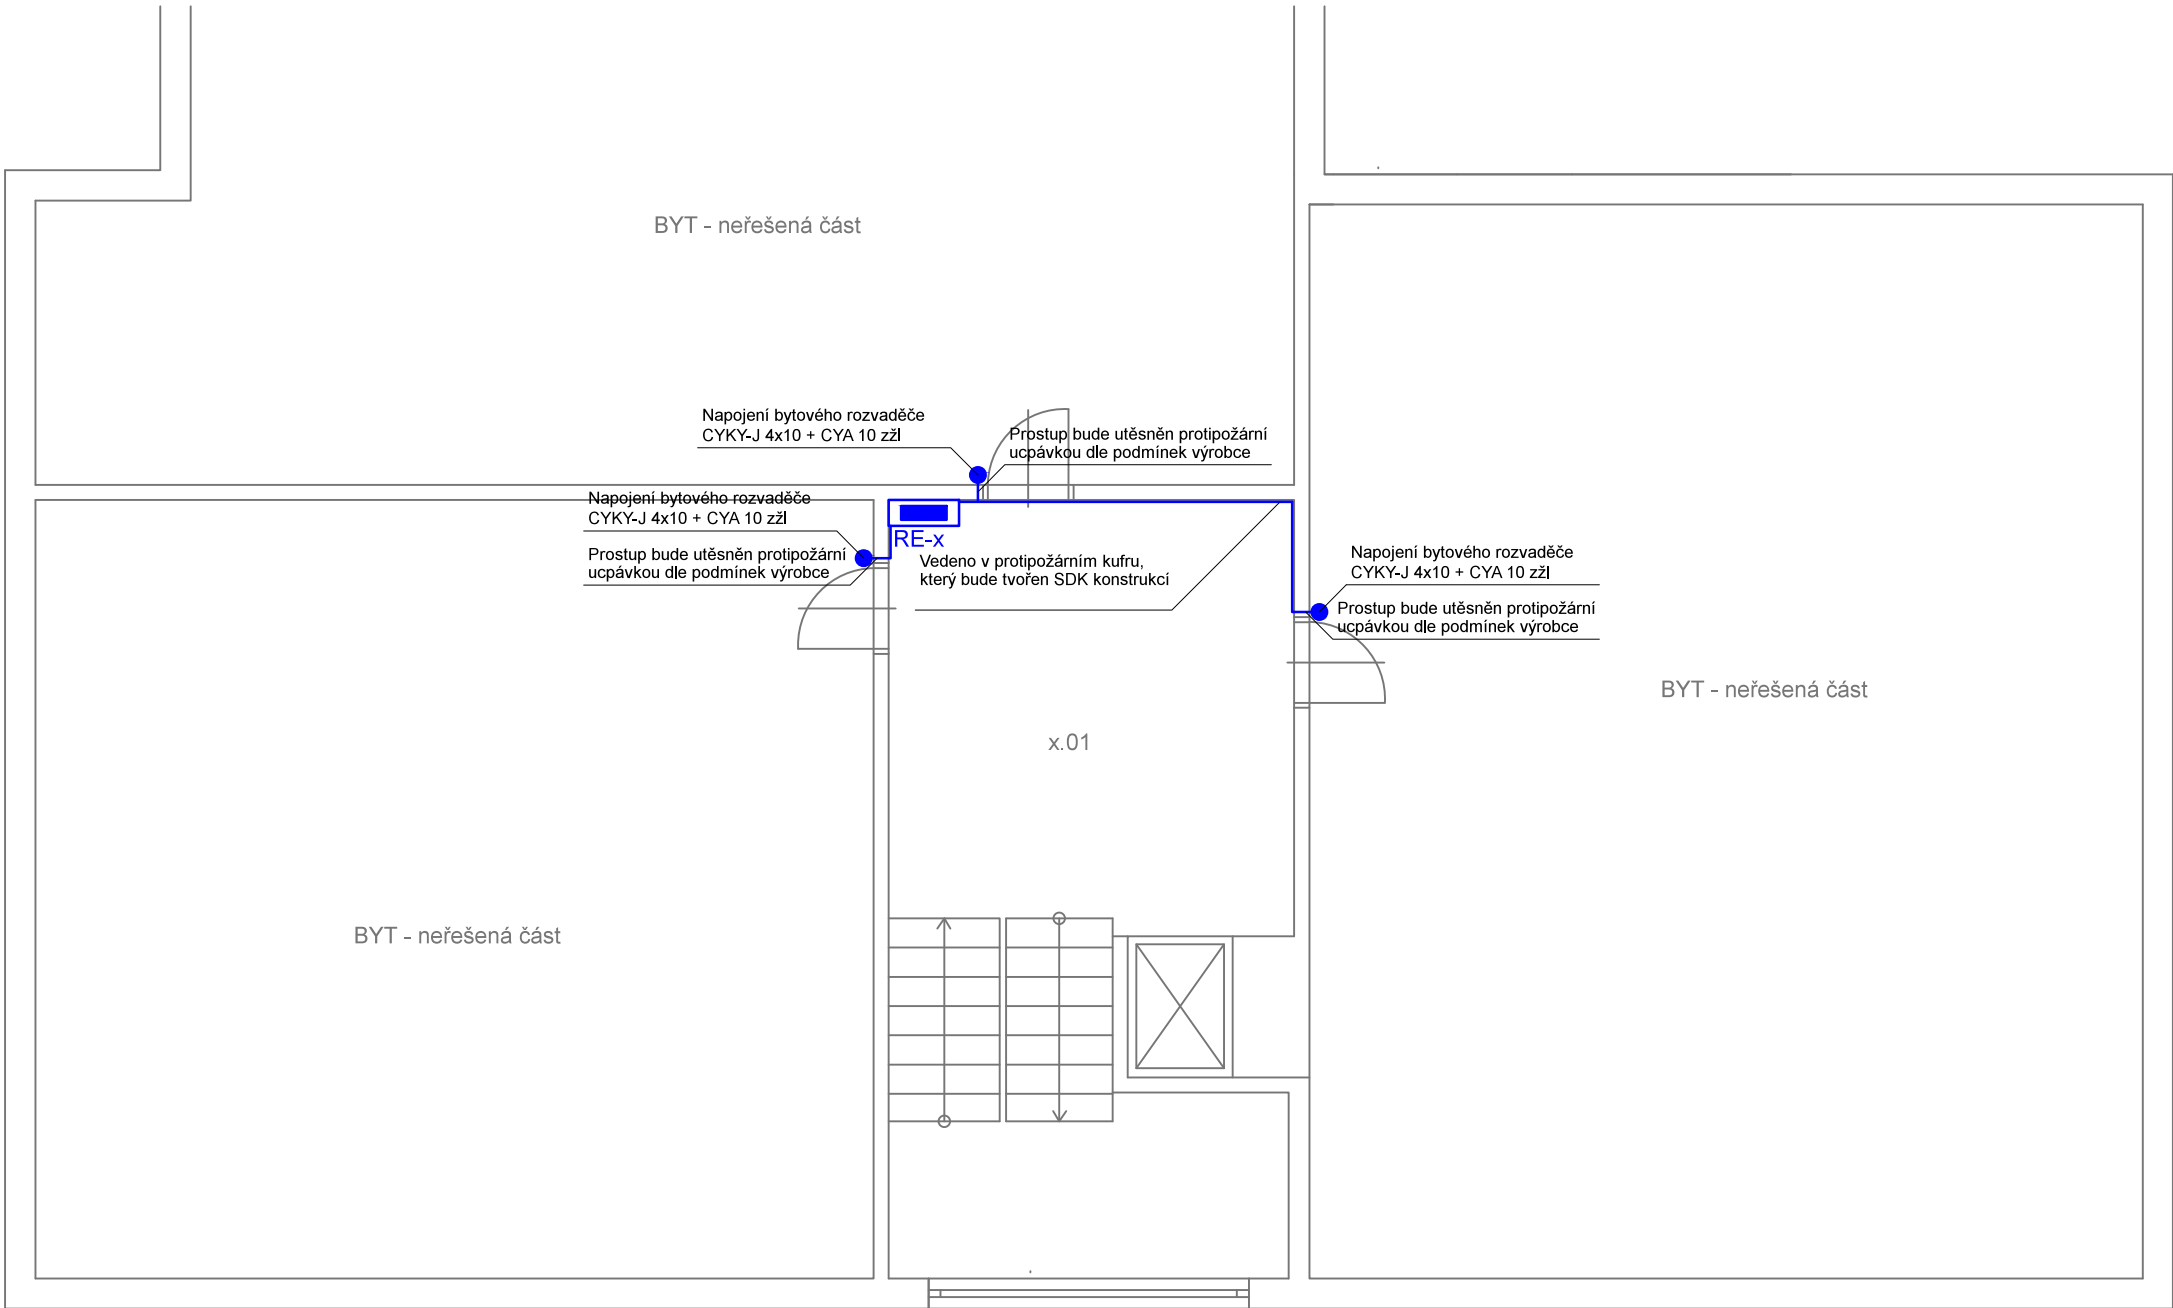 BYT - neřešená část
Napojení bytového rozvaděče
CYKY-J 4x10 + CYA 10 zžl
Prostup bude utěsněn protipožární
ucpávkou dle podmínek výrobce
Napojení bytového rozvaděče
CYKY-J 4x10 + CYA 10 zžl
Prostup bude utěsněn protipožární
ucpávkou dle podmínek výrobce
RE-x
Vedeno v protipožárním kufru,
který bude tvořen SDK konstrukcí
Napojení bytového rozvaděče
CYKY-J 4x10 + CYA 10 zžl
Prostup bude utěsněn protipožární
ucpávkou dle podmínek výrobce
BYT - neřešená část
x.01
BYT - neřešená část